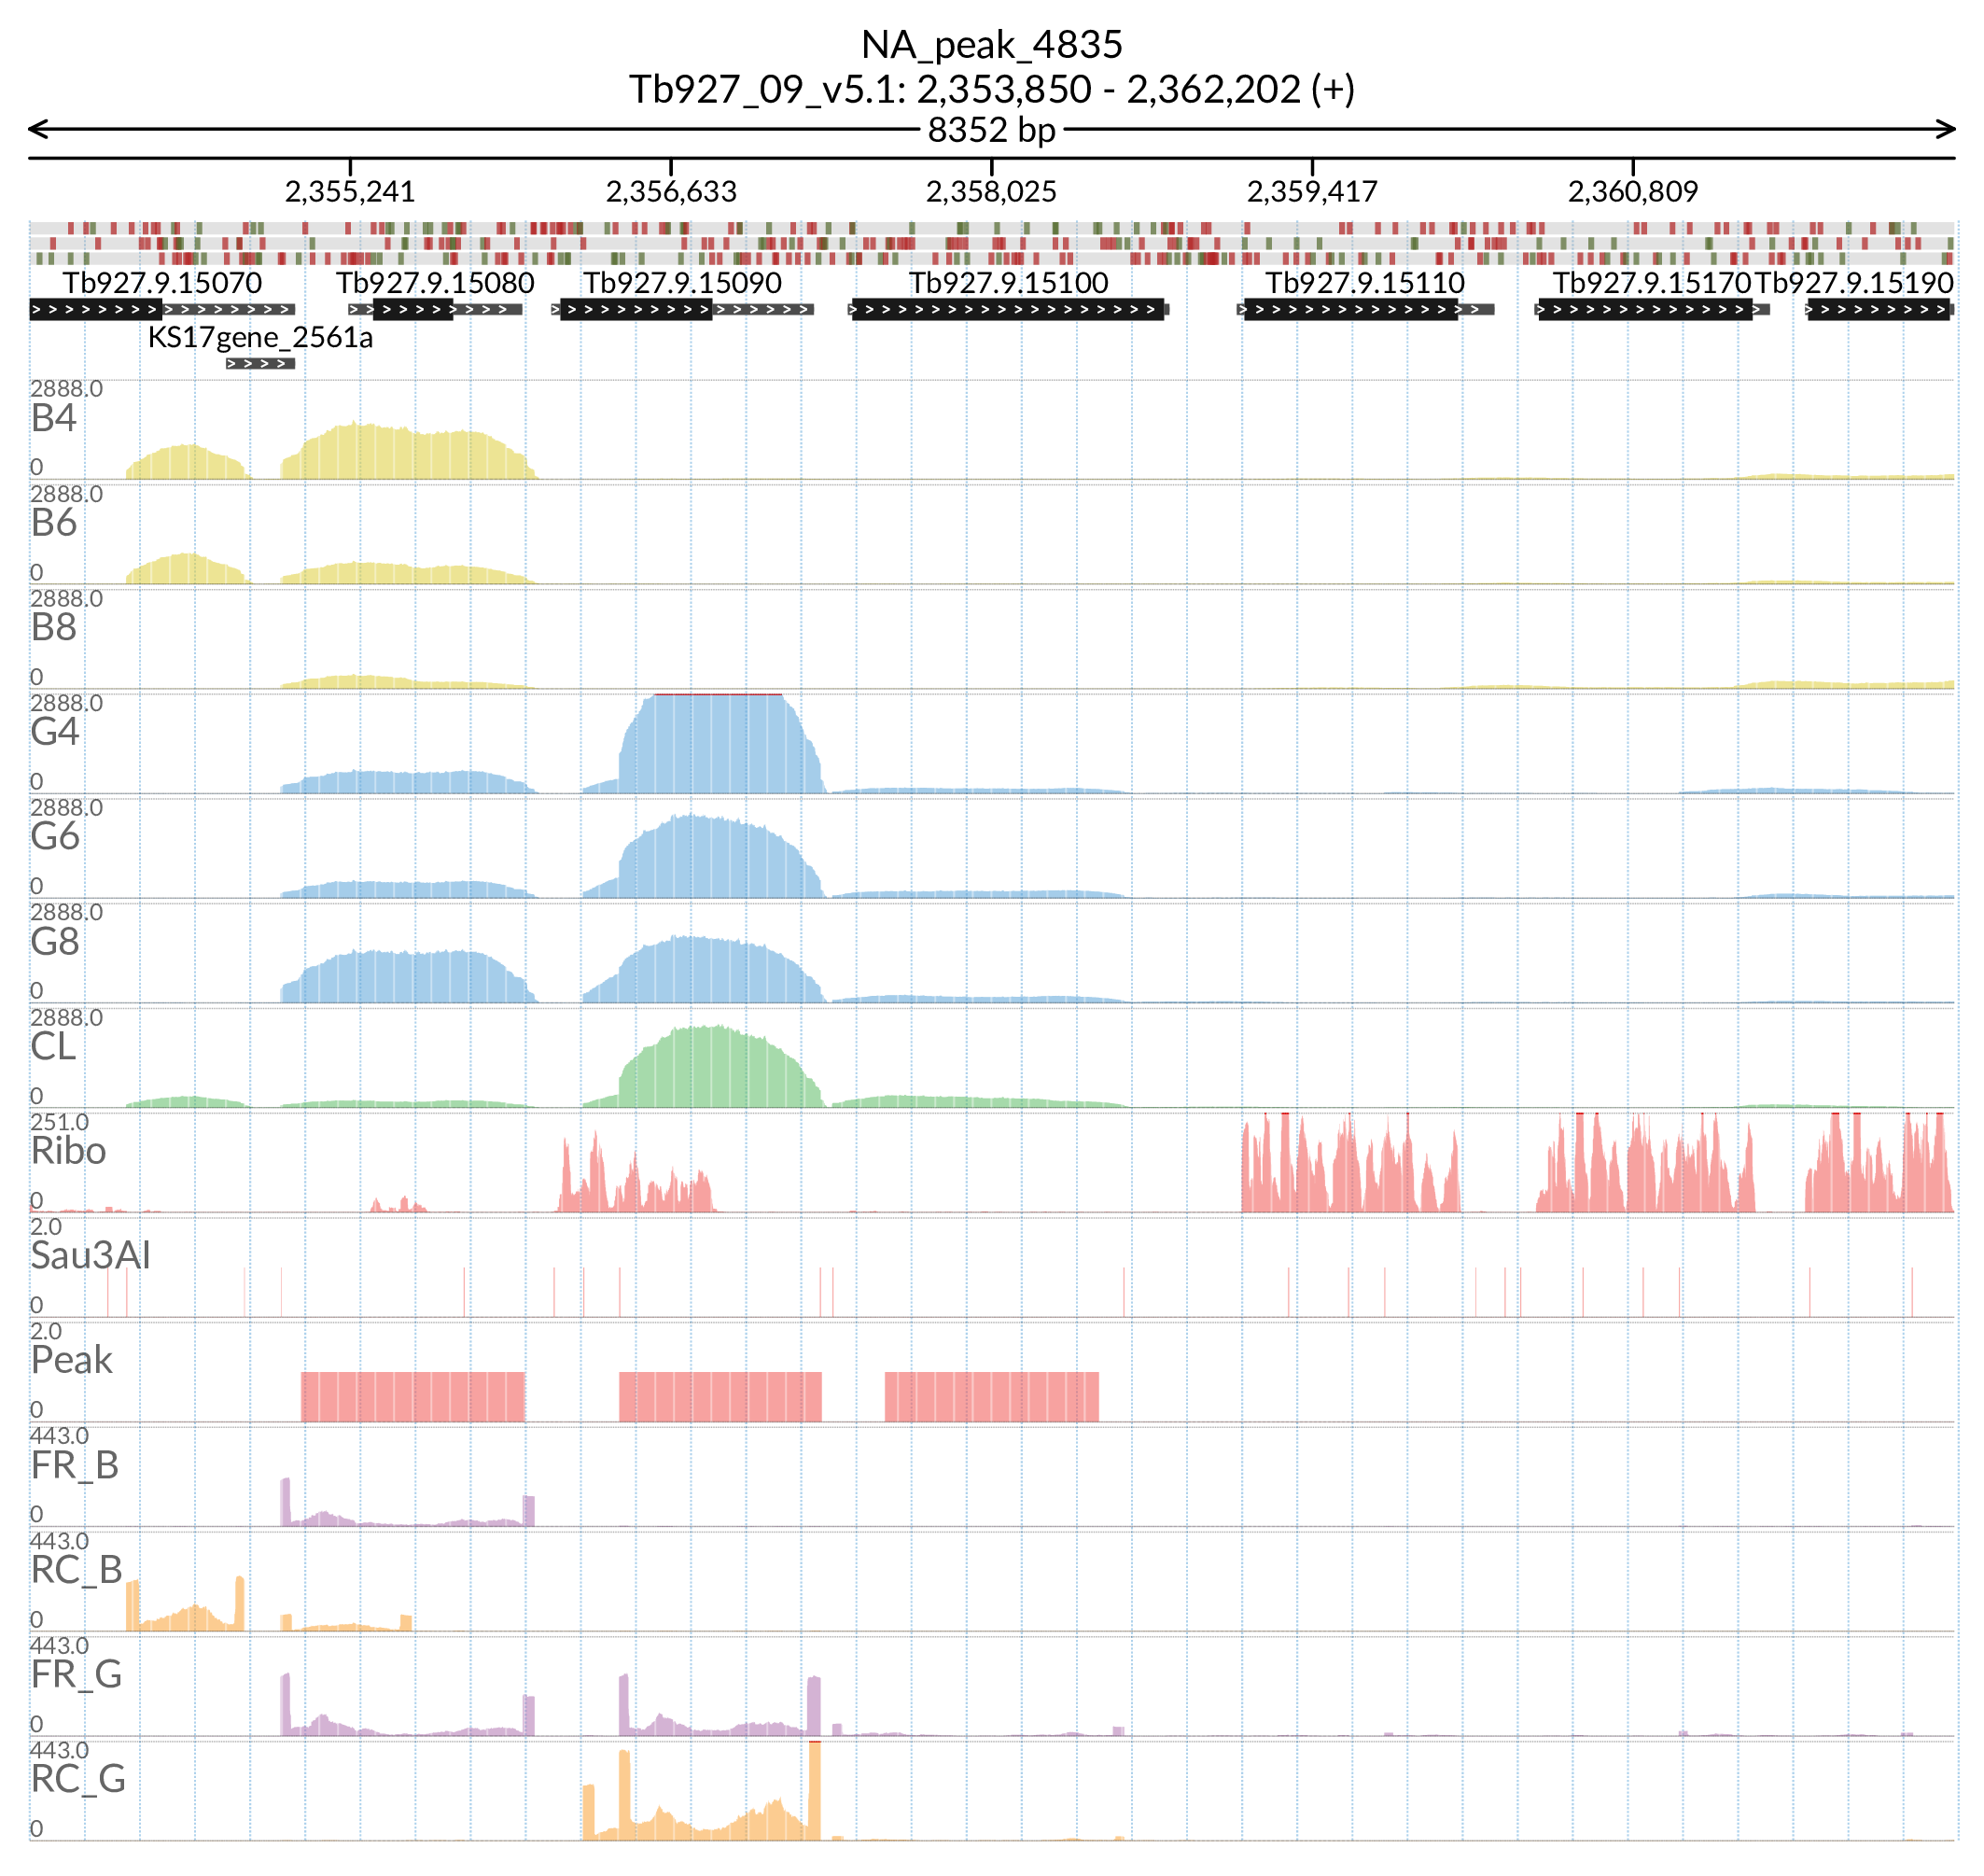 NA_peak_4835
Tb927_09_v5.1: 2,353,850 - 2,362,202 (+)
8352 bp
2,355,241 2,356,633 2,358,025 2,359,417 2,360,809
Tb927.9.15070 Tb927.9.15080 Tb927.9.15090 Tb927.9.15100 Tb927.9.15110 Tb927.9.15170 Tb927.9.15190
KS17gene_2561a
2888.0
B4
0
2888.0
B6
0
2888.0
B8
0
2888.0
G4
0
2888.0
G6
0
2888.0
G8
0
2888.0
CL
0
251.0
Ribo
0
2.0
Sau3AI
0
2.0
Peak
0
443.0
FR_B
0
443.0
RC_B
0
443.0
FR_G
0
443.0
RC_G
0